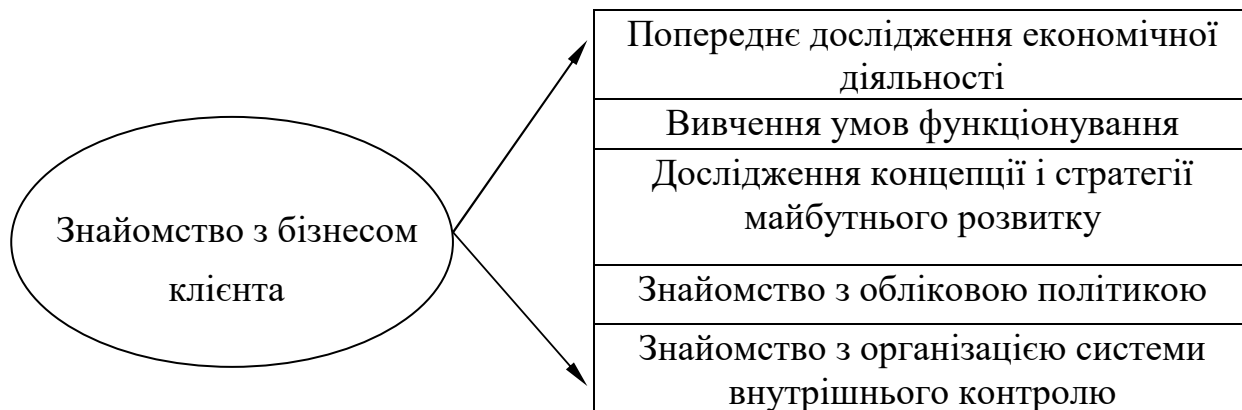 Знайомство з бізнесом
клієнта
Попереднє дослідження економічної
діяльності
Вивчення умов функціонування
Дослідження концепції і стратегії
майбутнього розвитку
Знайомство з обліковою політикою
Знайомство з організацією системи
внутрішнього контролю